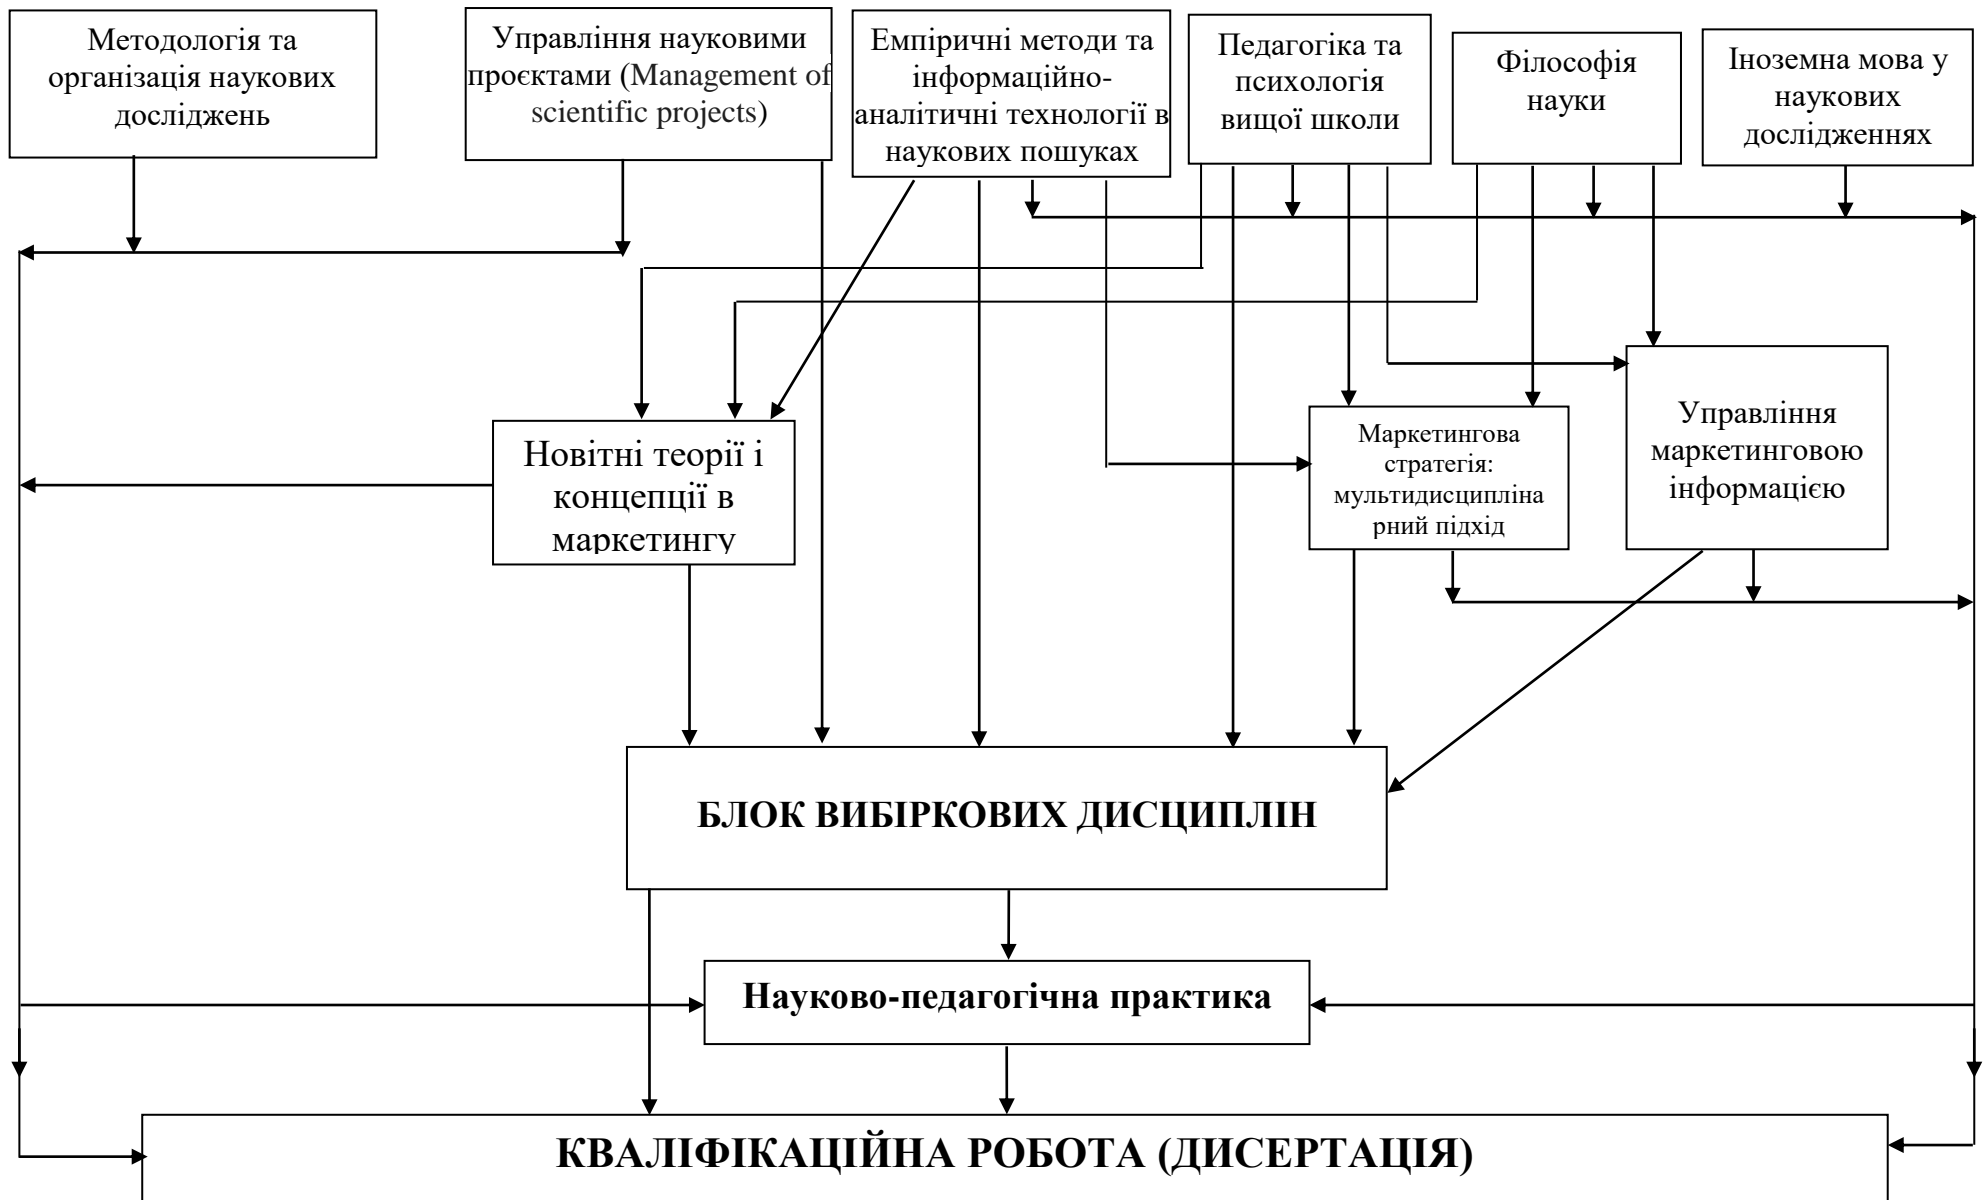 Методологія та
організація наукових
досліджень
Управління науковими
проєктами (Management of
scientific projects)
Емпіричні методи та
інформаційно-
аналітичні технології в
наукових пошуках
Педагогіка та
психологія
вищої школи
Філософія
науки
Іноземна мова у
наукових
дослідженнях
Новітні теорії і
концепції в
маркетингу
Маркетингова
стратегія:
мультидисципліна
рний підхід
Управління
маркетинговою
інформацією
БЛОК ВИБІРКОВИХ ДИСЦИПЛІН
Науково-педагогічна практика
КВАЛІФІКАЦІЙНА РОБОТА (ДИСЕРТАЦІЯ)